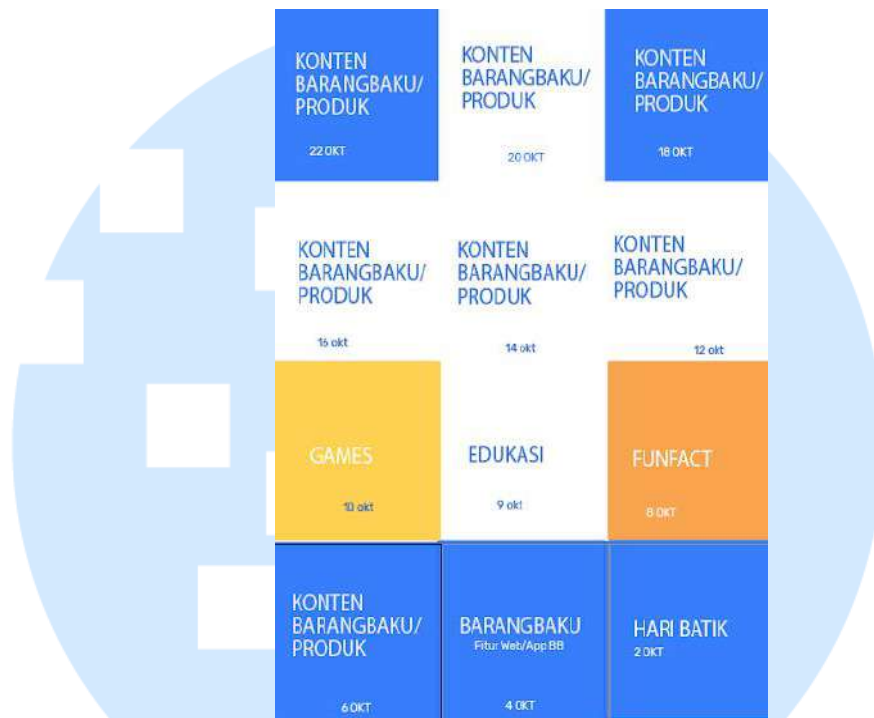 KONTEN
BARANGBAKU/
PRODUK
22 OKT
KONTEN
BARANGBAKU/
PRODUK
20 OKT
KONTEN
BARANGBAKU/
PRODUK
18 OKT
KONTEN
BARANGBAKU/
PRODUK
16 okt
KONTEN
BARANGBAKU/
PRODUK
14 okt
KONTEN
BARANGBAKU/
PRODUK
12 okt
GAMES
10 okt
EDUKASI
9 okt
FUNFACT
8 OKT
KONTEN
BARANGBAKU/
PRODUK
6 OKT
BARANGBAKU
Fitur Web/App BB
4 OKT
HARI BATIK
2 OKT